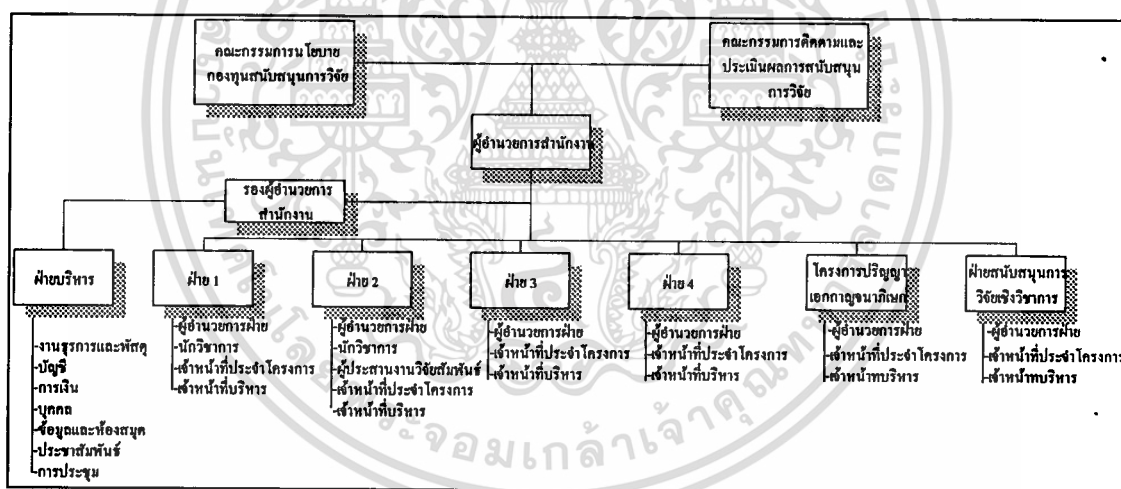 คณะกรรมการนโยบาย
กองทุนสนับสนุนการวิจัย
คณะกรรมการติดตามและ
ประเมินผลการสนับสนุน
การวิจัย
ผู้อำนวยการสำนักงาน
รองผู้อำนวยการ
สำนักงาน
ฝ่ายบริหาร
-งานธุรการและพัสดุ
-บัญชี
-การเงิน
-บุคคล
-ข้อมูลและห้องสมุด
-ประชาสัมพันธ์
-การประชุม
ฝ่าย 1
-ผู้อำนวยการฝ่าย
-นักวิชาการ
-เจ้าหน้าที่ประจำโครงการ
-เจ้าหน้าที่บริหาร
ฝ่าย 2
-ผู้อำนวยการฝ่าย
-นักวิชาการ
-ผู้ประสานงานวิจัยสัมพันธ์
-เจ้าหน้าที่ประจำโครงการ
-เจ้าหน้าที่บริหาร
ฝ่าย 3
-ผู้อำนวยการฝ่าย
-เจ้าหน้าที่ประจำโครงการ
-เจ้าหน้าที่บริหาร
ฝ่าย 4
-ผู้อำนวยการฝ่าย
-เจ้าหน้าที่ประจำโครงการ
-เจ้าหน้าที่บริหาร
โครงการปริญญา
เอกกาญจนาภิเษก
-ผู้อำนวยการฝ่าย
-เจ้าหน้าที่ประจำโครงการ
-เจ้าหน้าทบริหาร
ฝ่ายสนับสนุนการ
วิจัยเชิงวิชาการ
-ผู้อำนวยการฝ่าย
-เจ้าหน้าที่ประจำโครงการ
-เจ้าหน้าทบริหาร
พระจอมเกล้าเจ้าคุณทหารลาดกระบัง